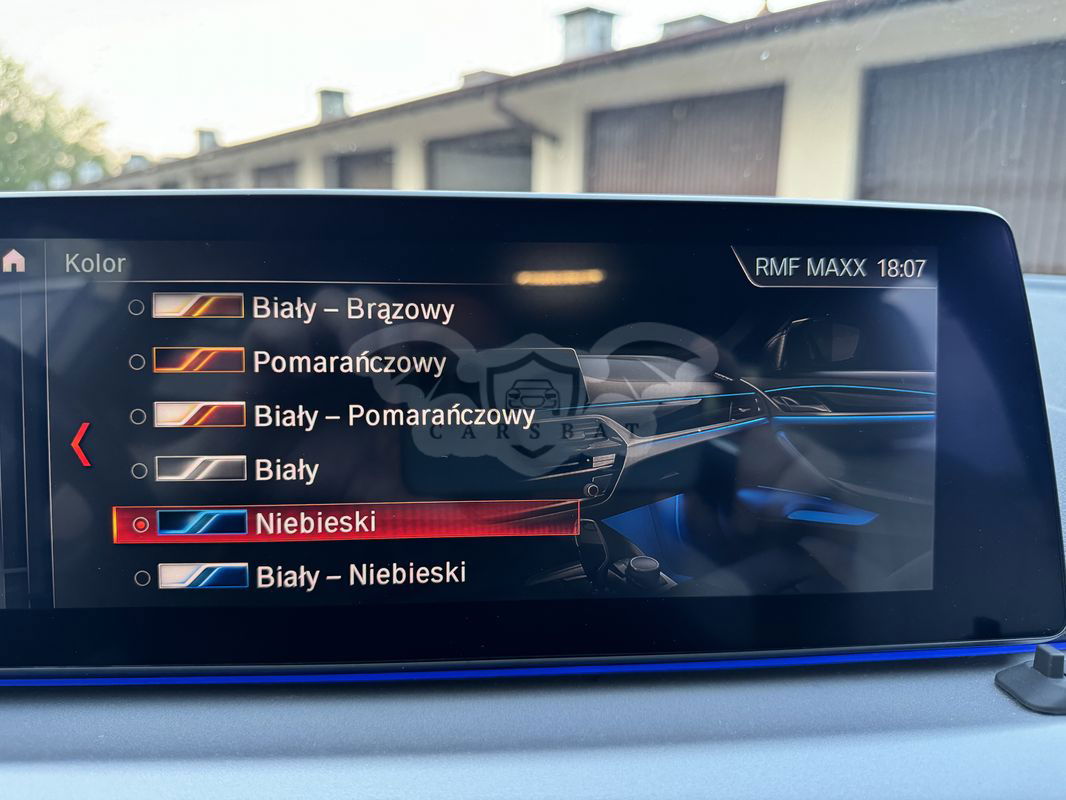 Kolor
RMF MAXX 18:07
Biały – Brązowy
Pomarańczowy
Biały – Pomarańczowy
Biały
Niebieski
Biały – Niebieski
CARSBAT